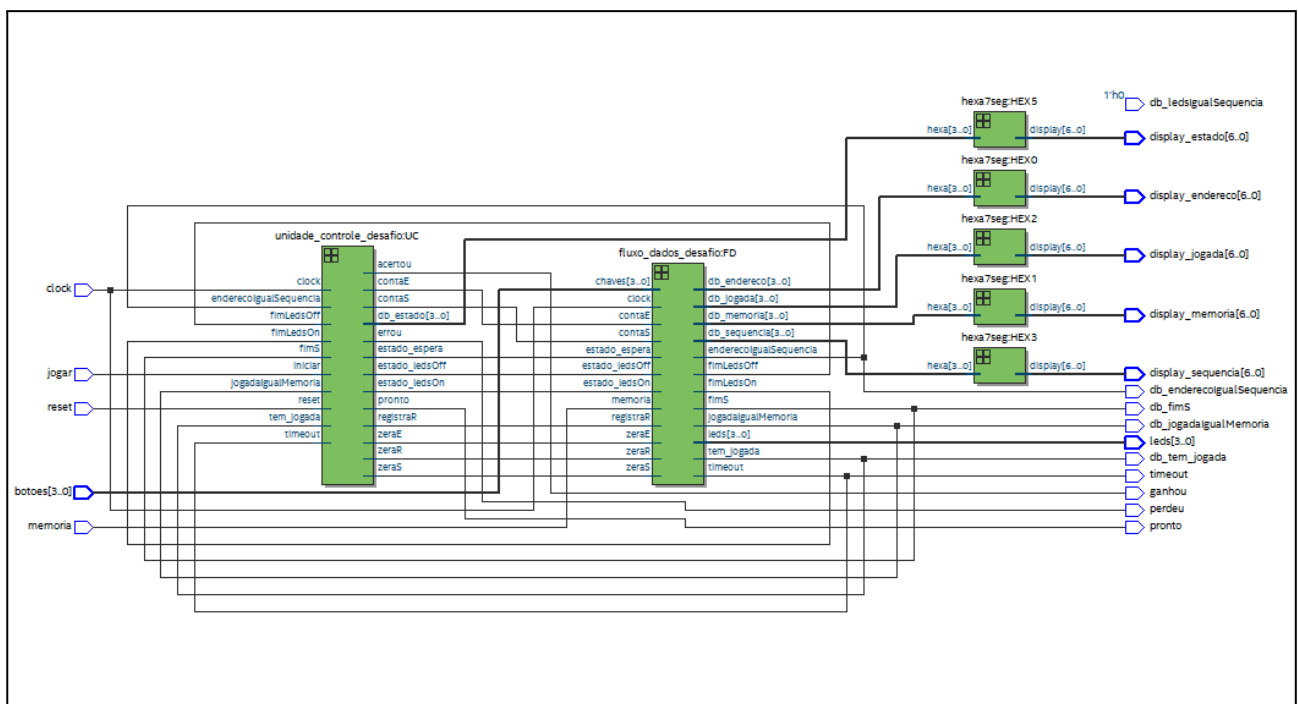 hexa7seg:HEX5
1'h0
db_ledsIgualSequencia
hexa[3..0]
display[6..0]
display_estado[6..0]
hexa7seg:HEX0
hexa[3..0]
display[6..0]
display_endereco[6..0]
hexa7seg:HEX2
hexa[3..0]
display[6..0]
display_jogada[6..0]
hexa7seg:HEX1
hexa[3..0]
display[6..0]
display_memoria[6..0]
hexa7seg:HEX3
hexa[3..0]
display[6..0]
display_sequencia[6..0]
db_enderecoIgualSequencia
db_fimS
db_jogadaIgualMemoria
leds[3..0]
db_tem_jogada
timeout
ganhou
perdeu
pronto
clock
jogar
reset
botoes[3..0]
memoria
unidade_controle_desafio:UC
clock
enderecoIgualSequencia
fimLedsOff
fimLedsOn
fimS
iniciar
jogadaIgualMemoria
reset
tem_jogada
timeout
acertou
contaE
contaS
db_estado[3..0]
errou
estado_espera
estado_ledsOff
estado_ledsOn
pronto
registraR
zeraE
zeraR
zeraS
fluxo_dados_desafio:FD
chaves[3..0]
clock
contaE
contaS
estado_espera
estado_ledsOff
estado_ledsOn
memoria
registraR
zeraE
zeraR
zeraS
db_endereco[3..0]
db_jogada[3..0]
db_memoria[3..0]
db_sequencia[3..0]
enderecoIgualSequencia
fimLedsOff
fimLedsOn
fimS
jogadaIgualMemoria
leds[3..0]
tem_jogada
timeout